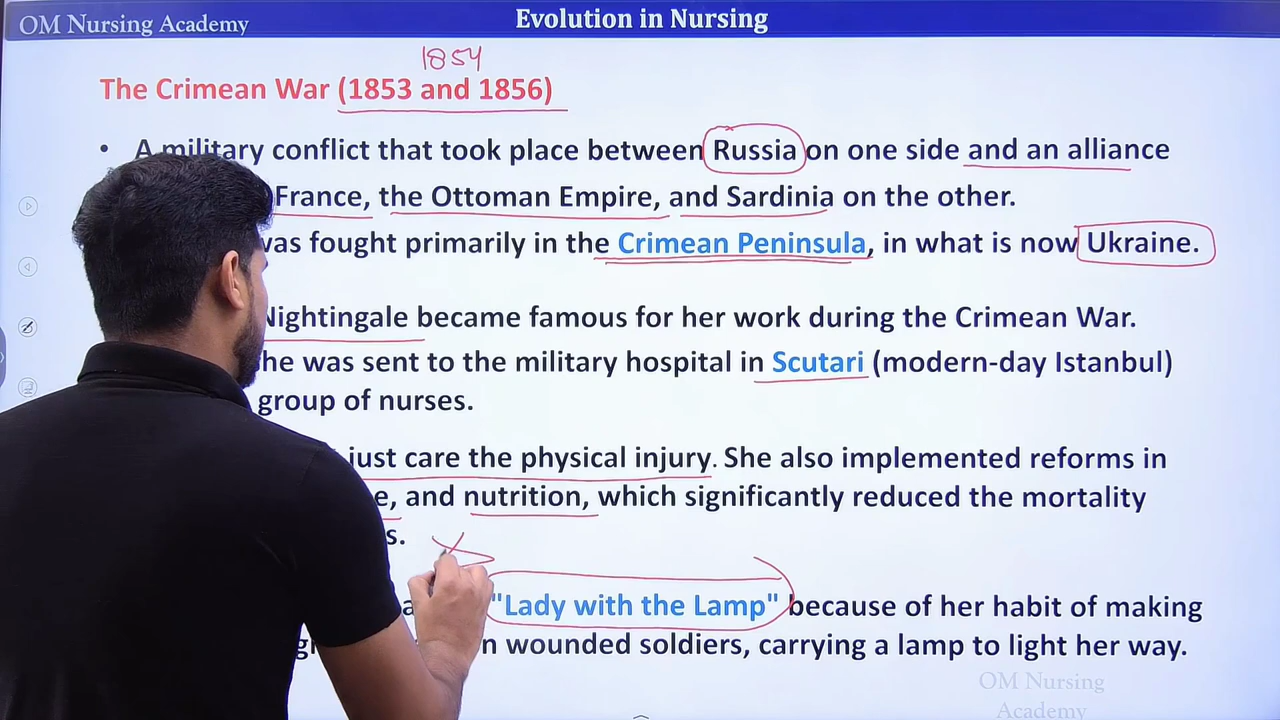 OM Nursing Academy
Evolution in Nursing
1854
The Crimean War (1853 and 1856)
• A military conflict that took place between Russia on one side and an alliance
France, the Ottoman Empire, and Sardinia on the other.
was fought primarily in the Crimean Peninsula, in what is now Ukraine.
Nightingale became famous for her work during the Crimean War.
she was sent to the military hospital in Scutari (modern-day Istanbul)
group of nurses.
just care the physical injury. She also implemented reforms in
and nutrition, which significantly reduced the mortality
"Lady with the Lamp" because of her habit of making
wounded soldiers, carrying a lamp to light her way.
OM Nursing
Academy